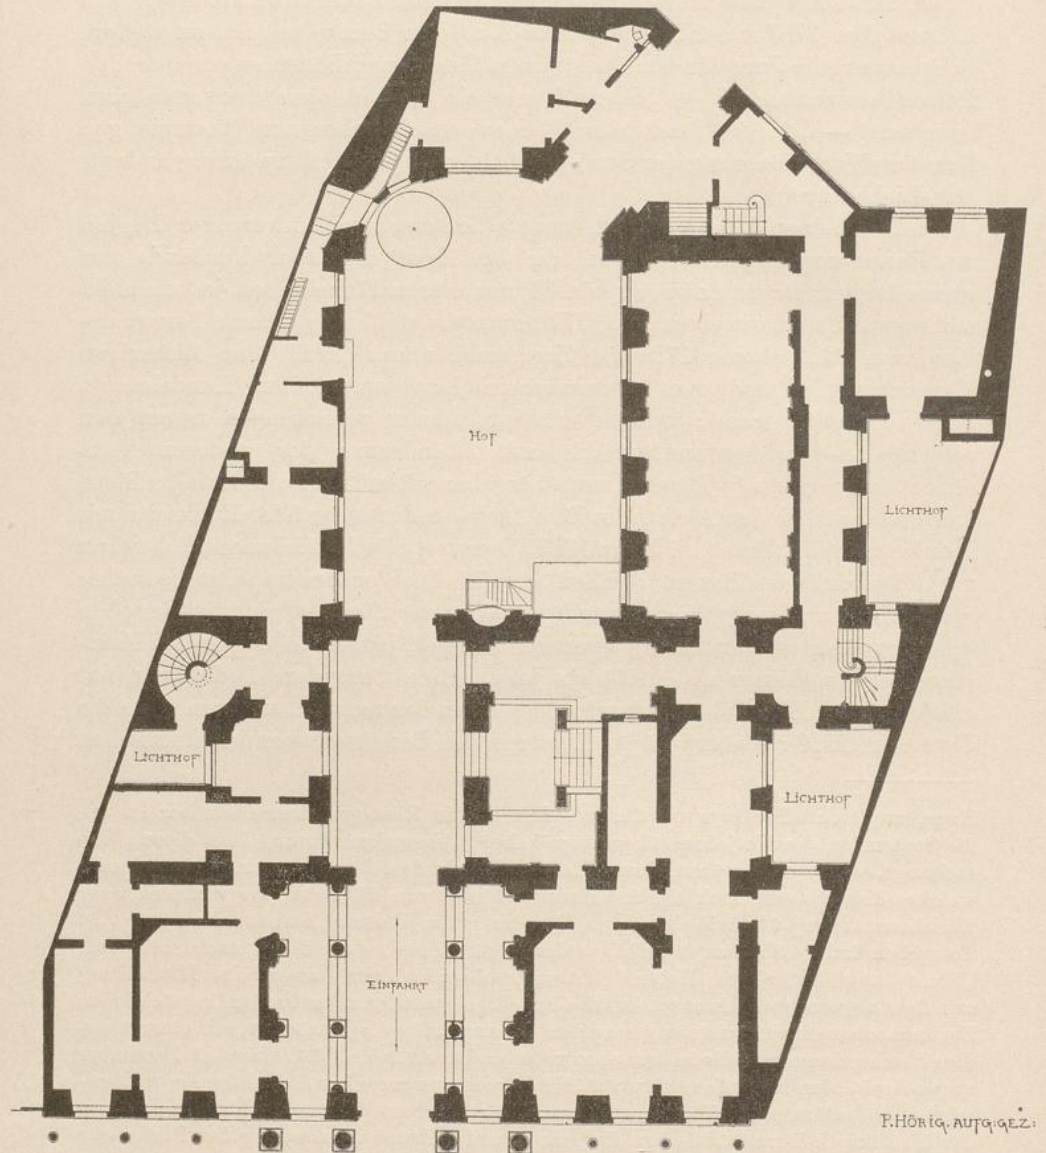 HOF
LICHTHOF
LICHTHOF
LICHTHOF
EINFAHRT
P. HÖRIG. AUFG: GEZ: